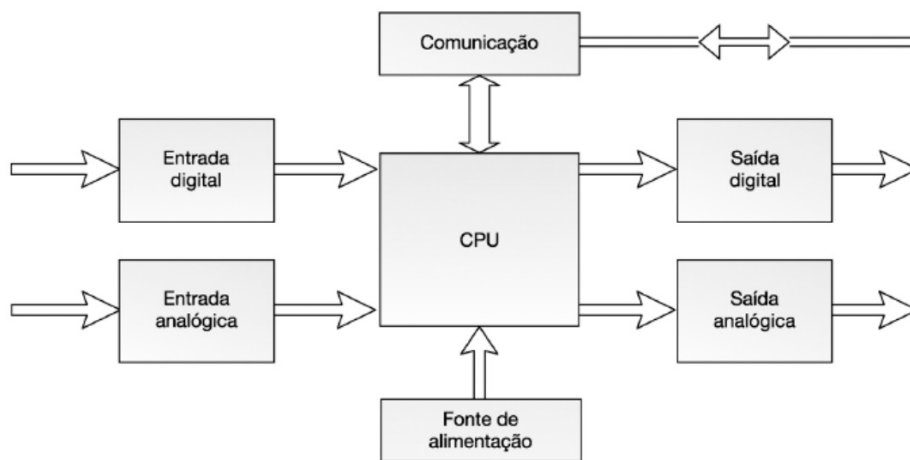 Comunicação
Entrada
digital
Saída
digital
CPU
Entrada
analógica
Saída
analógica
Fonte de
alimentação